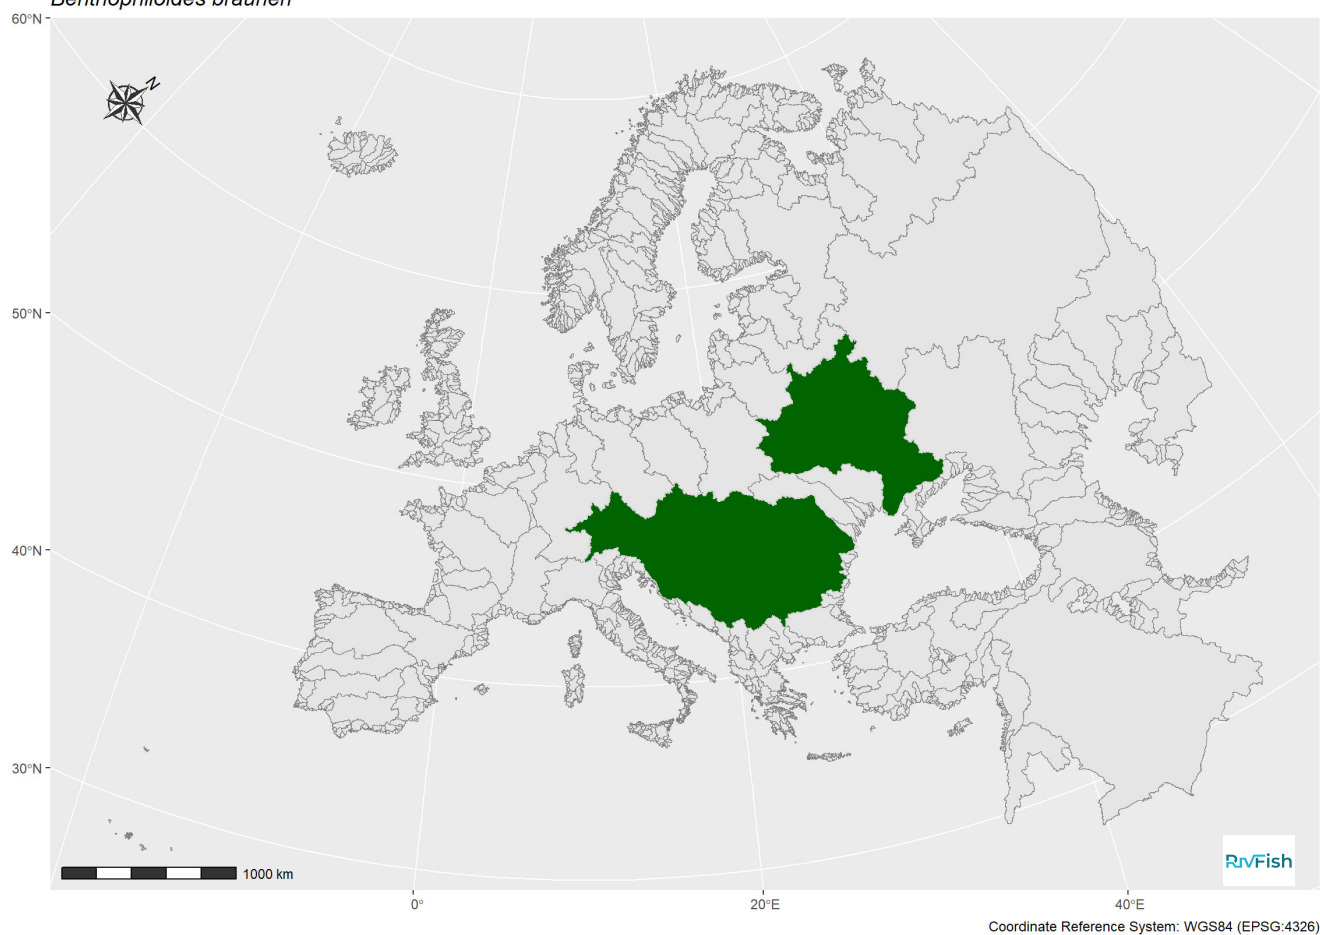 Benthophiloides brauneri
60°N
N
50°N
40°N
30°N
1000 km
RIVFish
0°
20°E
40°E
Coordinate Reference System: WGS84 (EPSG:4326)